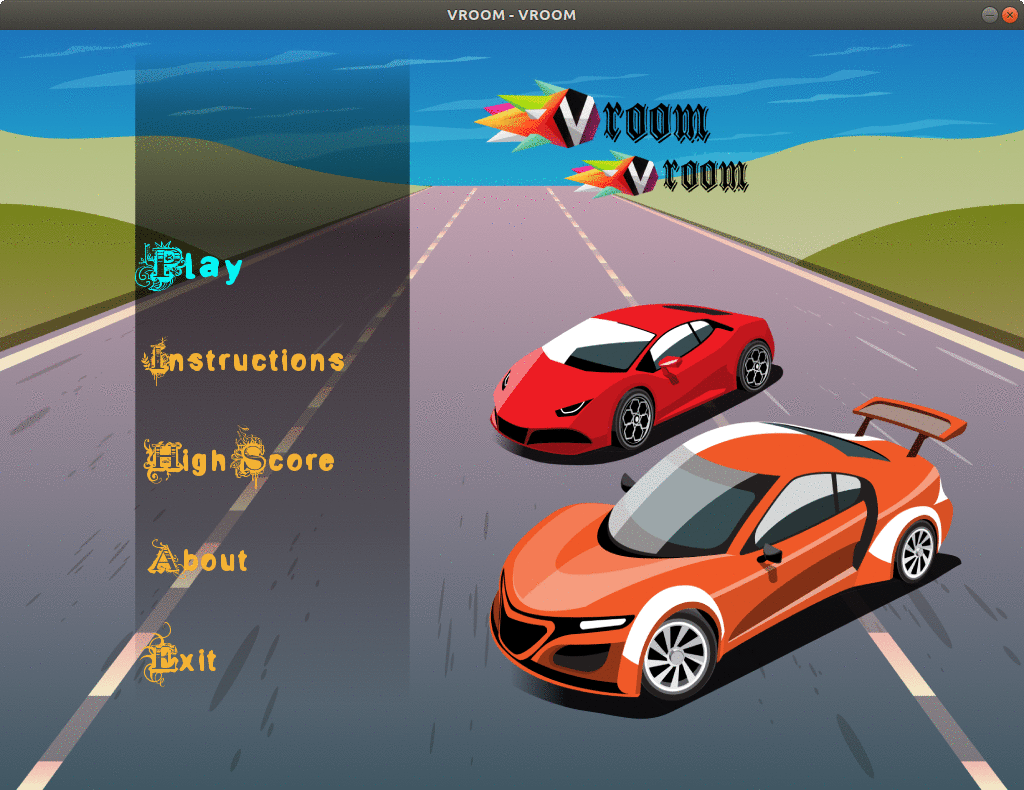 VROOM - VROOM
Vroom
Vroom
Play
Instructions
High Score
About
Exit